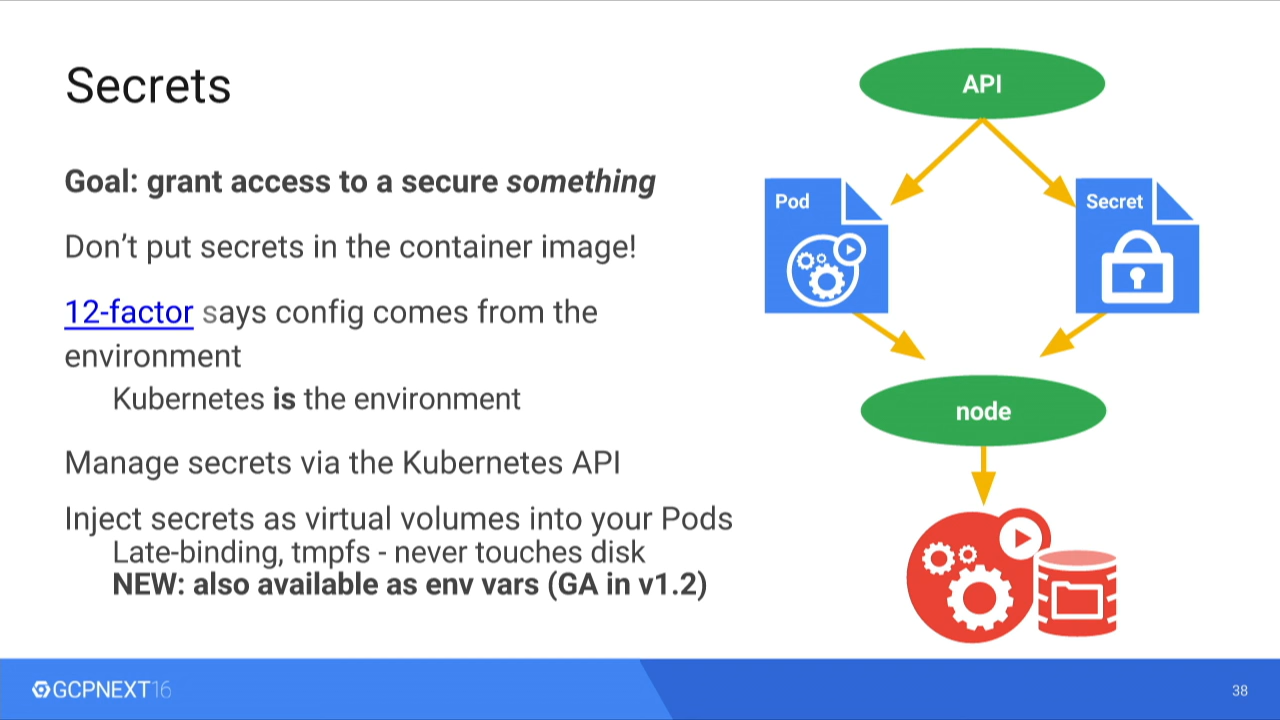 Secrets
Goal: grant access to a secure something
Don’t put secrets in the container image!
12-factor says config comes from the
environment
Kubernetes is the environment
Manage secrets via the Kubernetes API
Inject secrets as virtual volumes into your Pods
Late-binding, tmpfs - never touches disk
NEW: also available as env vars (GA in v1.2)
API
Pod
Secret
node
GCPNEXT16
38